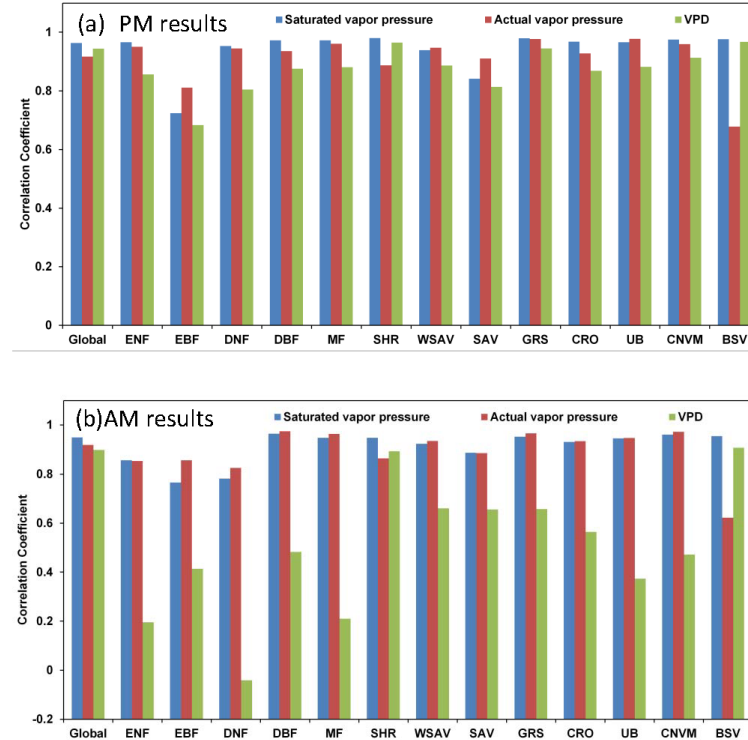 (a) PM results
Saturated vapor pressure Actual vapor pressure VPD
Correlation Coefficient
1
0.8
0.6
0.4
0.2
0
Global ENF EBF DNF DBF MF SHR WSAV SAV GRS CRO UB CNVM BSV
(b)AM results
Saturated vapor pressure Actual vapor pressure VPD
Correlation Coefficient
1
0.8
0.6
0.4
0.2
0
-0.2
Global ENF EBF DNF DBF MF SHR WSAV SAV GRS CRO UB CNVM BSV